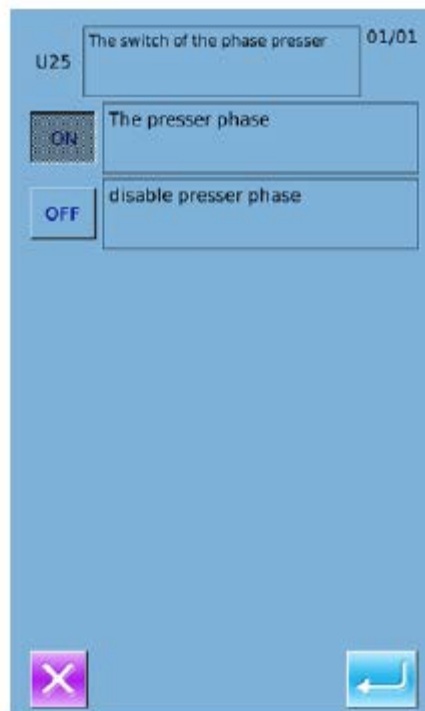 U25
The switch of the phase presser
01/01
ON
The presser phase
OFF
disable presser phase